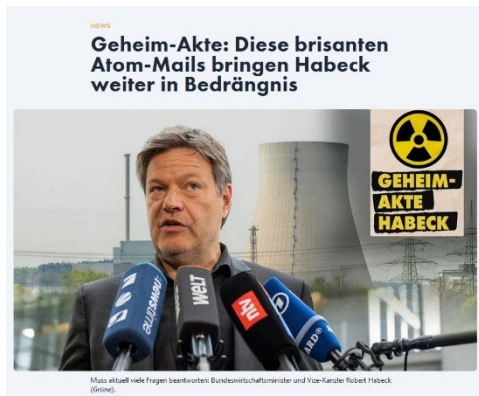 NEWS
Geheim-Akte: Diese brisanten
Atom-Mails bringen Habeck
weiter in Bedrängnis
GEHEIM-
AKTE
HABECK
welt
ntv
ARD
Muss aktuell viele Fragen beantworten: Bundeswirtschaftsminister und Vize-Kanzler Robert Habeck
(Grüne).